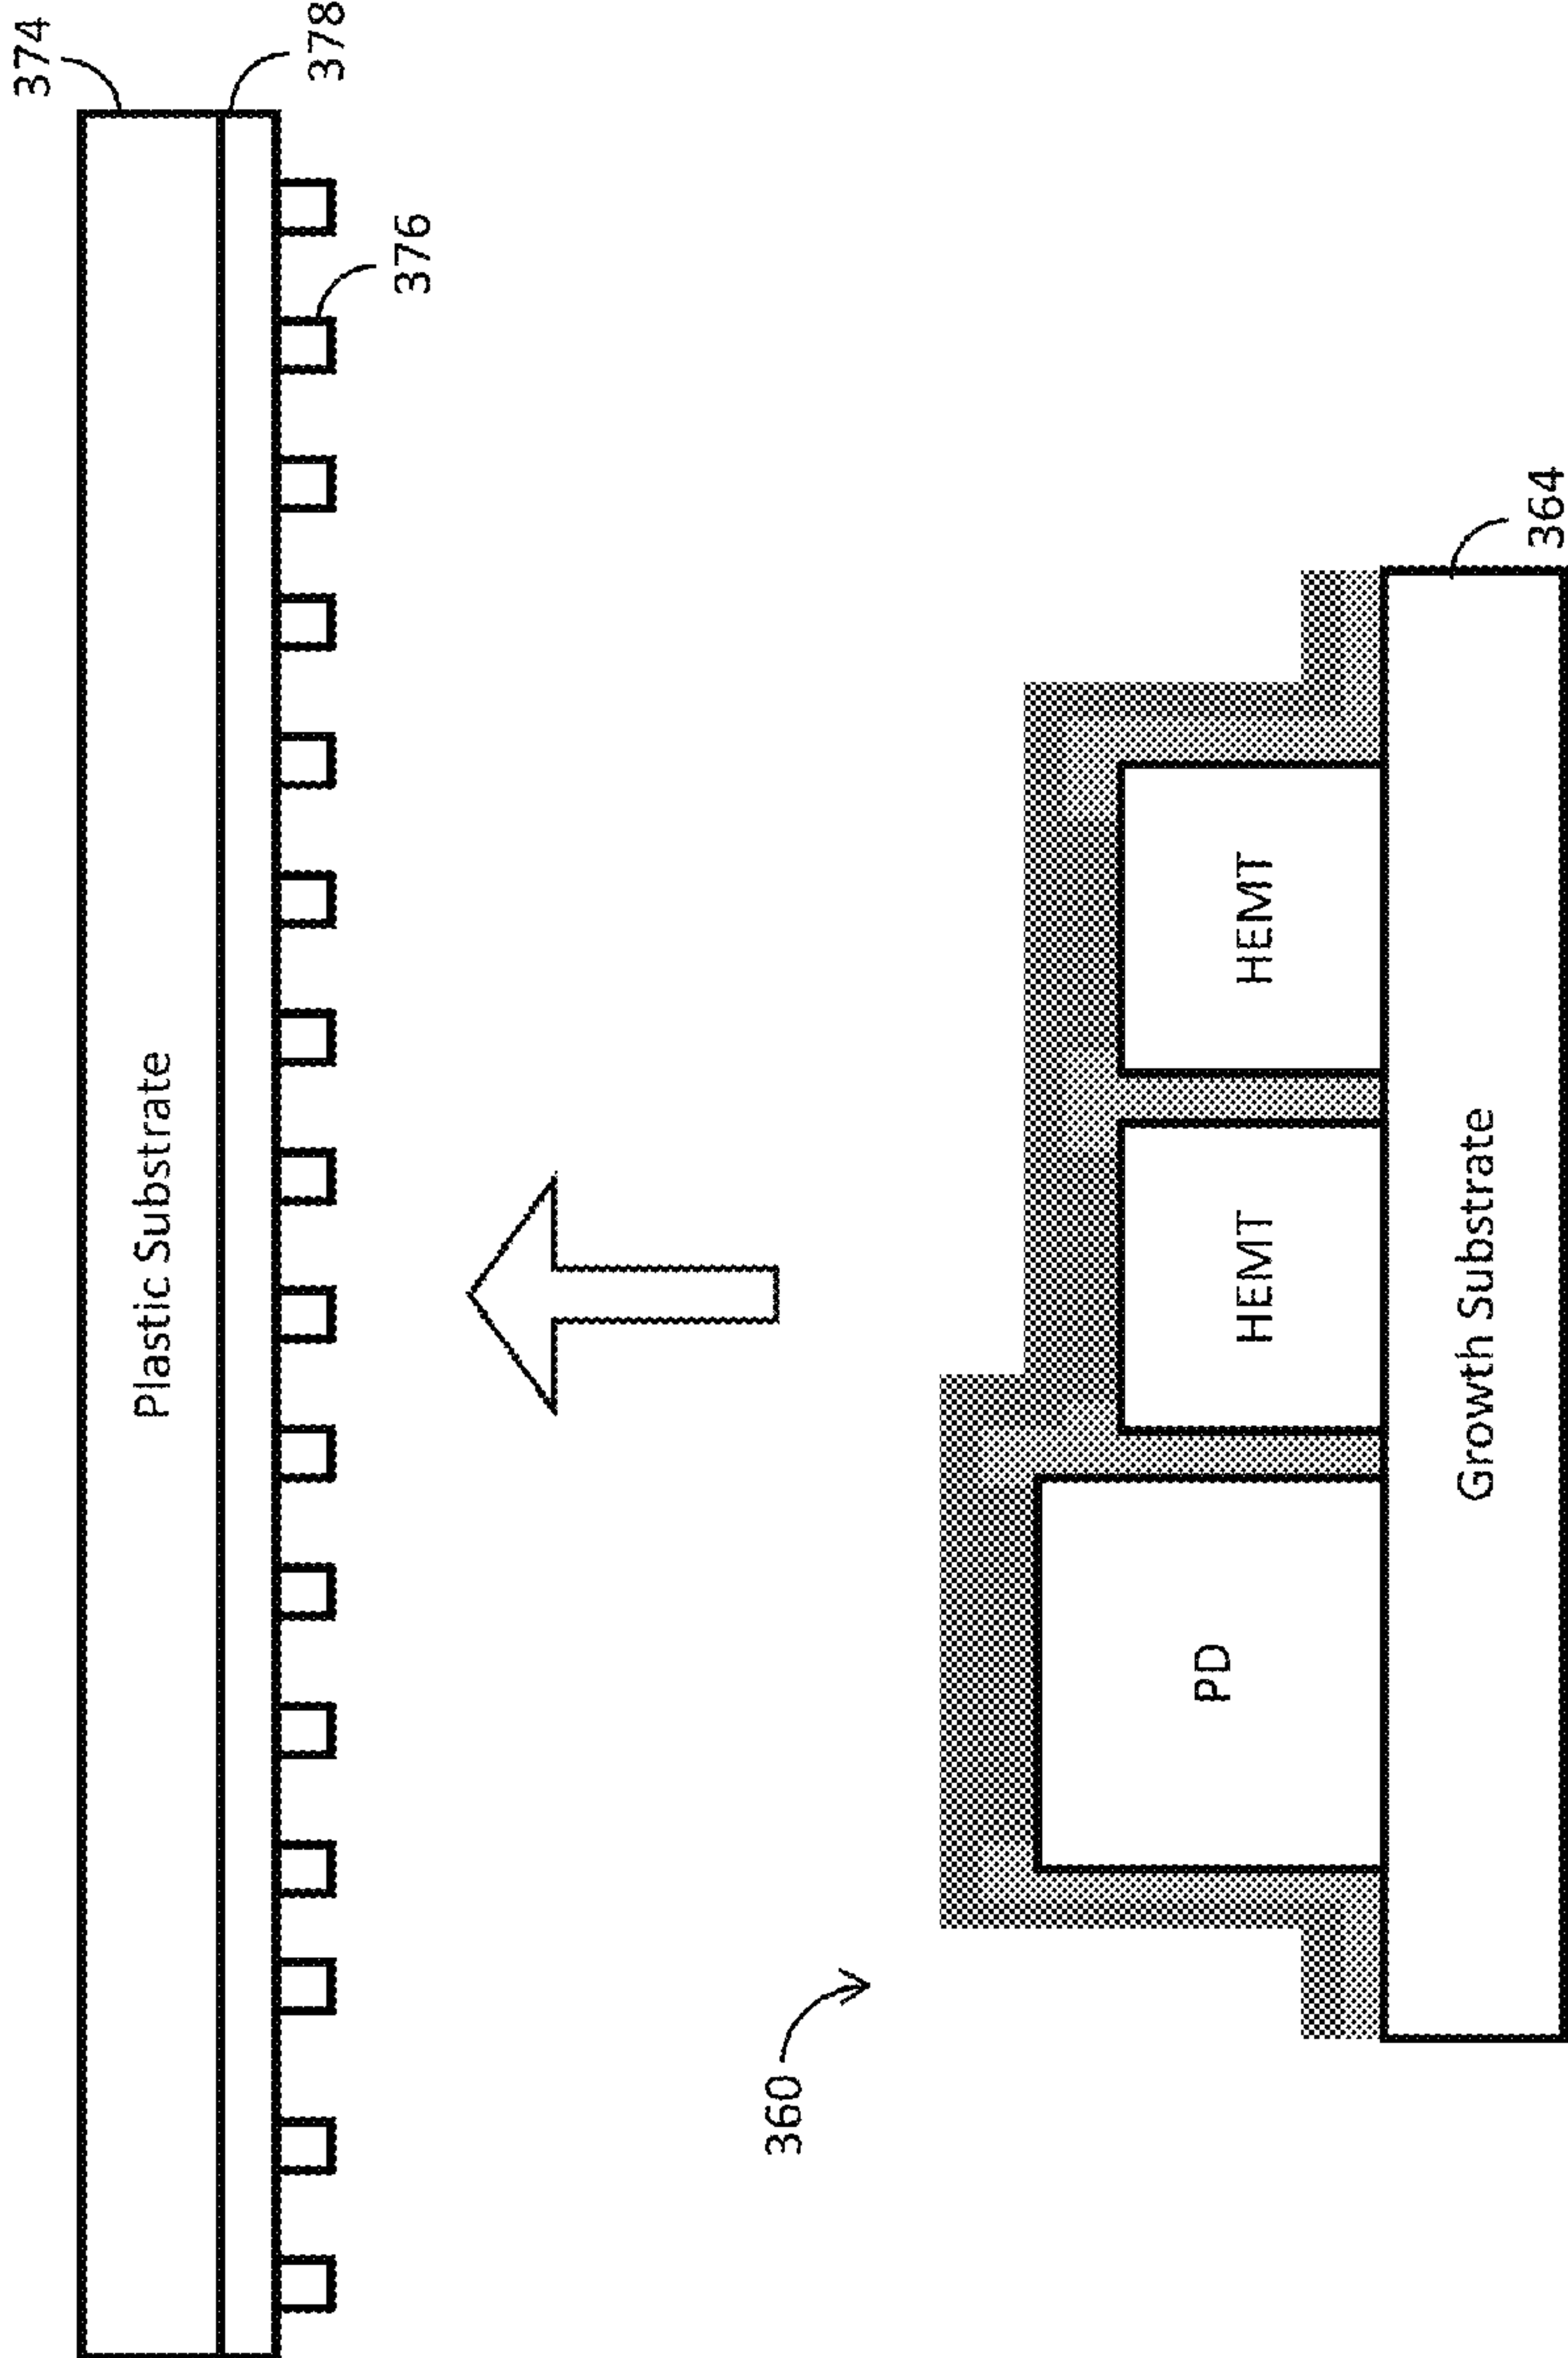 374
Plastic Substrate
378
376
360
PD
HEMT
HEMT
Growth Substrate
364